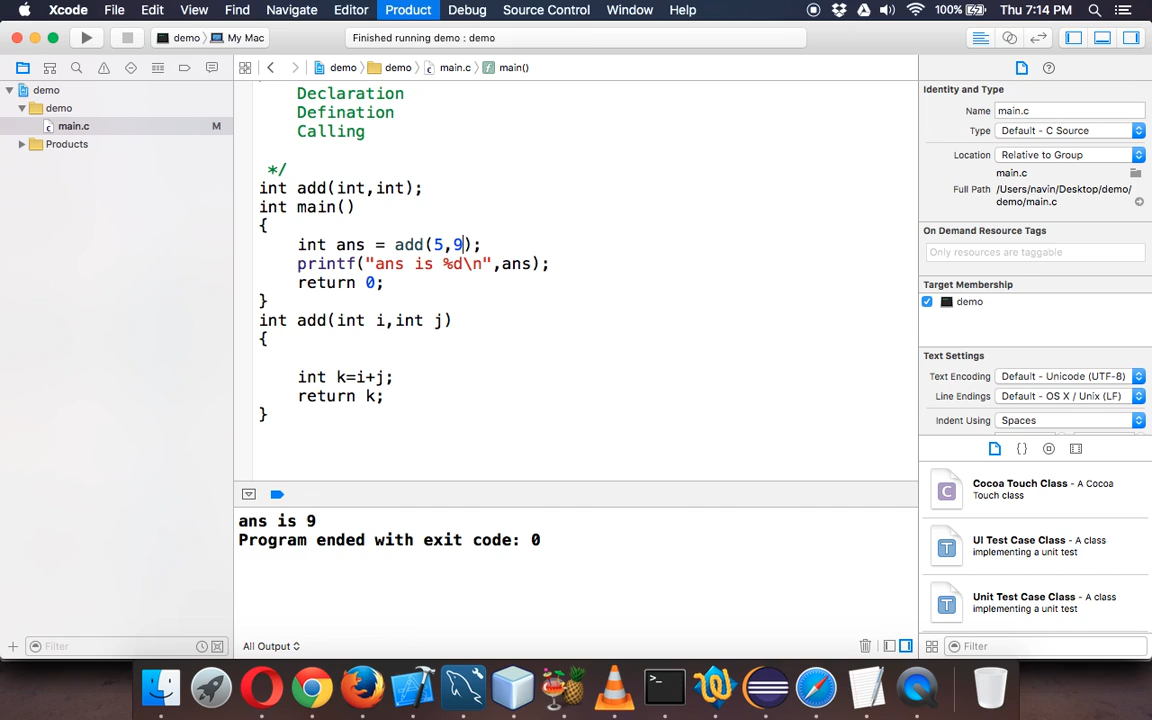 Xcode File Edit View Find Navigate Editor Product Debug Source Control Window Help 100% Thu 7:14 PM
demo My Mac Finished running demo : demo
demo demo main.c main()
demo
demo
main.c M
Products
Declaration
Defination
Calling
*/
int add(int,int);
int main()
{
int ans = add(5,9);
printf("ans is %d\n",ans);
return 0;
}
int add(int i,int j)
{
int k=i+j;
return k;
}
ans is 9
Program ended with exit code: 0
Filter
All Output
Identity and Type
Name main.c
Type Default - C Source
Location Relative to Group
main.c
Full Path /Users/navin/Desktop/demo/
demo/main.c
On Demand Resource Tags
Only resources are taggable
Target Membership
demo
Text Settings
Text Encoding Default - Unicode (UTF-8)
Line Endings Default - OS X / Unix (LF)
Indent Using Spaces
{}
C Cocoa Touch Class - A Cocoa
Touch class
T UI Test Case Class - A class
implementing a unit test
T Unit Test Case Class - A class
implementing a unit test
Filter